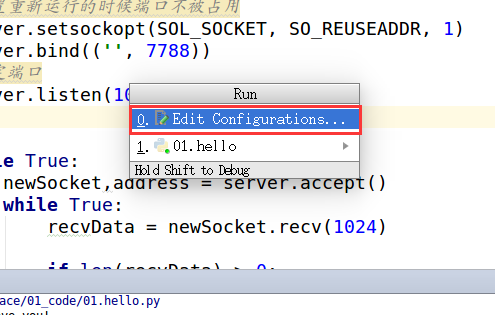 重新运行的时候端口不被占用
ver.setsockopt(SOL_SOCKET, SO_REUSEADDR, 1)
ver.bind(('', 7788))
端口
ver.listen(10
Run
0. Edit Configurations...
1. 01.hello
Hold Shift to Debug
le True:
newSocket,address = server.accept()
while True:
recvData = newSocket.recv(1024)
if len(recvData) > 0:
ace/01_code/01.hello.py